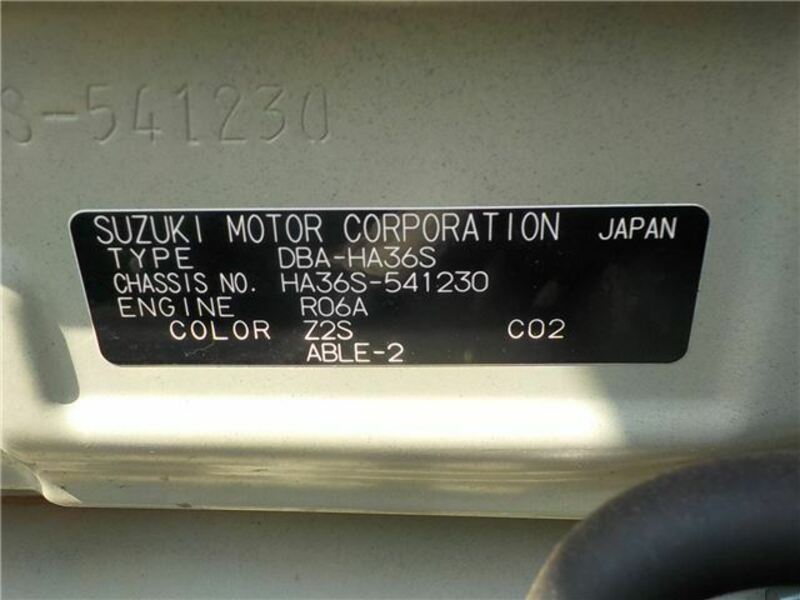 S-541230
SUZUKI MOTOR CORPORATION JAPAN
TYPE DBA-HA36S
CHASSIS NO. HA36S-541230
ENGINE R06A
COLOR Z2S C02
ABLE-2